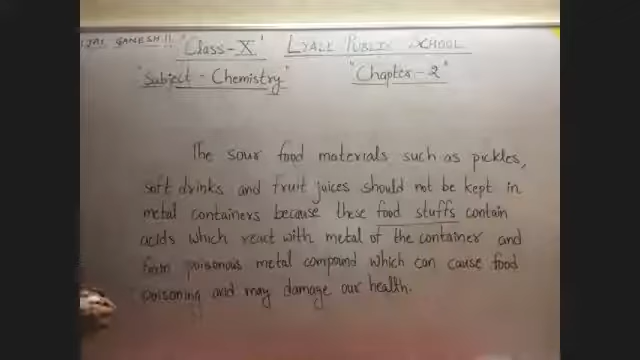 JAI GANESH!! "Class-X" LYALL PUBLIC SCHOOL
"Subject - Chemistry" "Chapter-2"
The sour food materials such as pickles,
soft drinks and fruit juices should not be kept in
metal containers because these food stuffs contain
acids which react with metal of the container and
form poisonous metal compound which can cause food
poisoning and may damage our health.